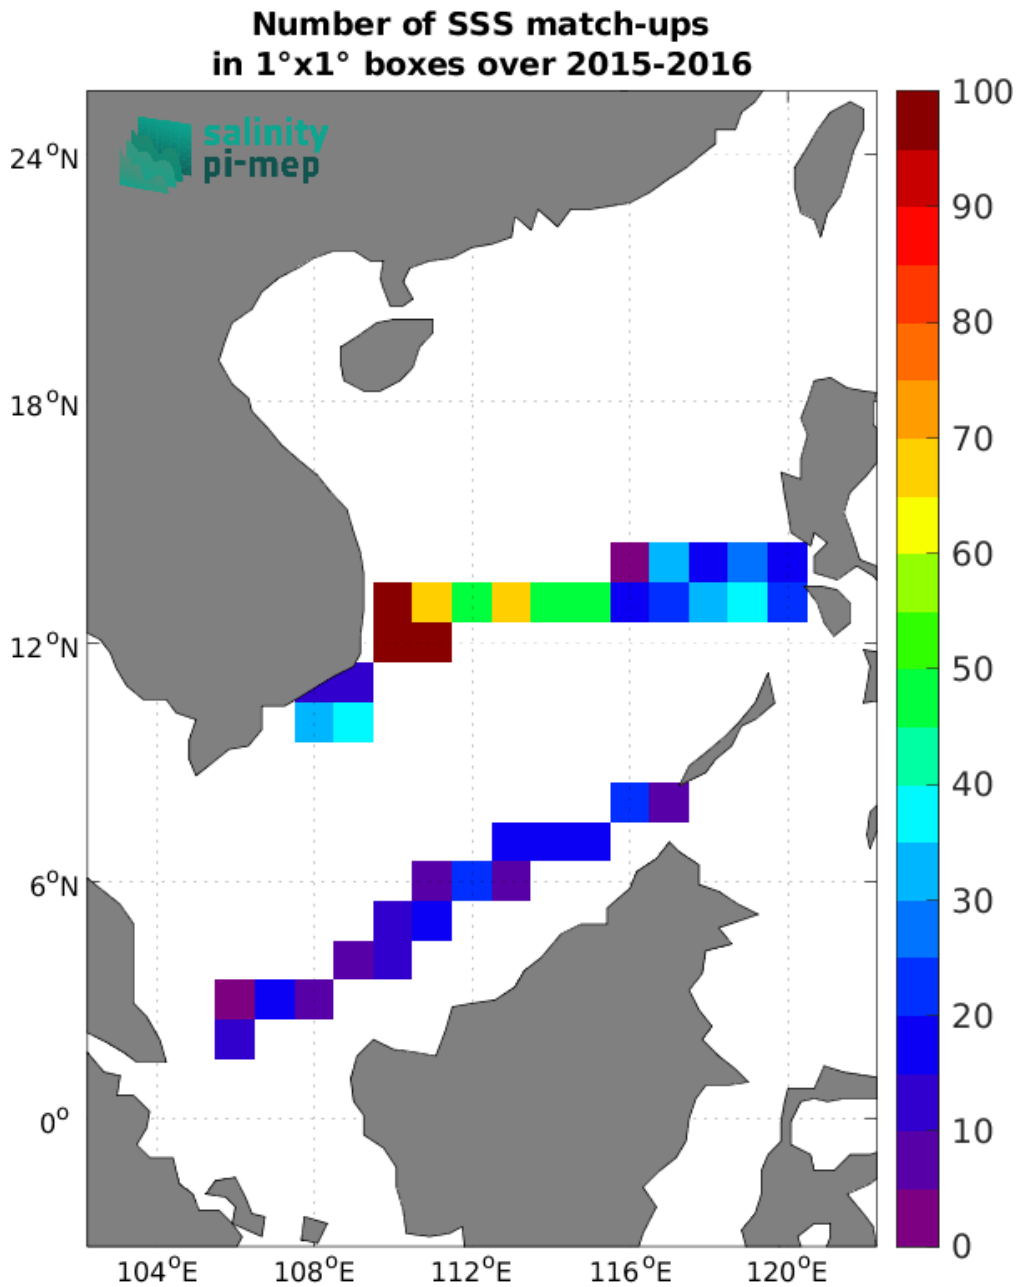 Number of SSS match-ups
in 1°x1° boxes over 2015-2016
salinity
pi-mep
24°N
18°N
12°N
6°N
0°
104°E
108°E
112°E
116°E
120°E
100
90
80
70
60
50
40
30
20
10
0